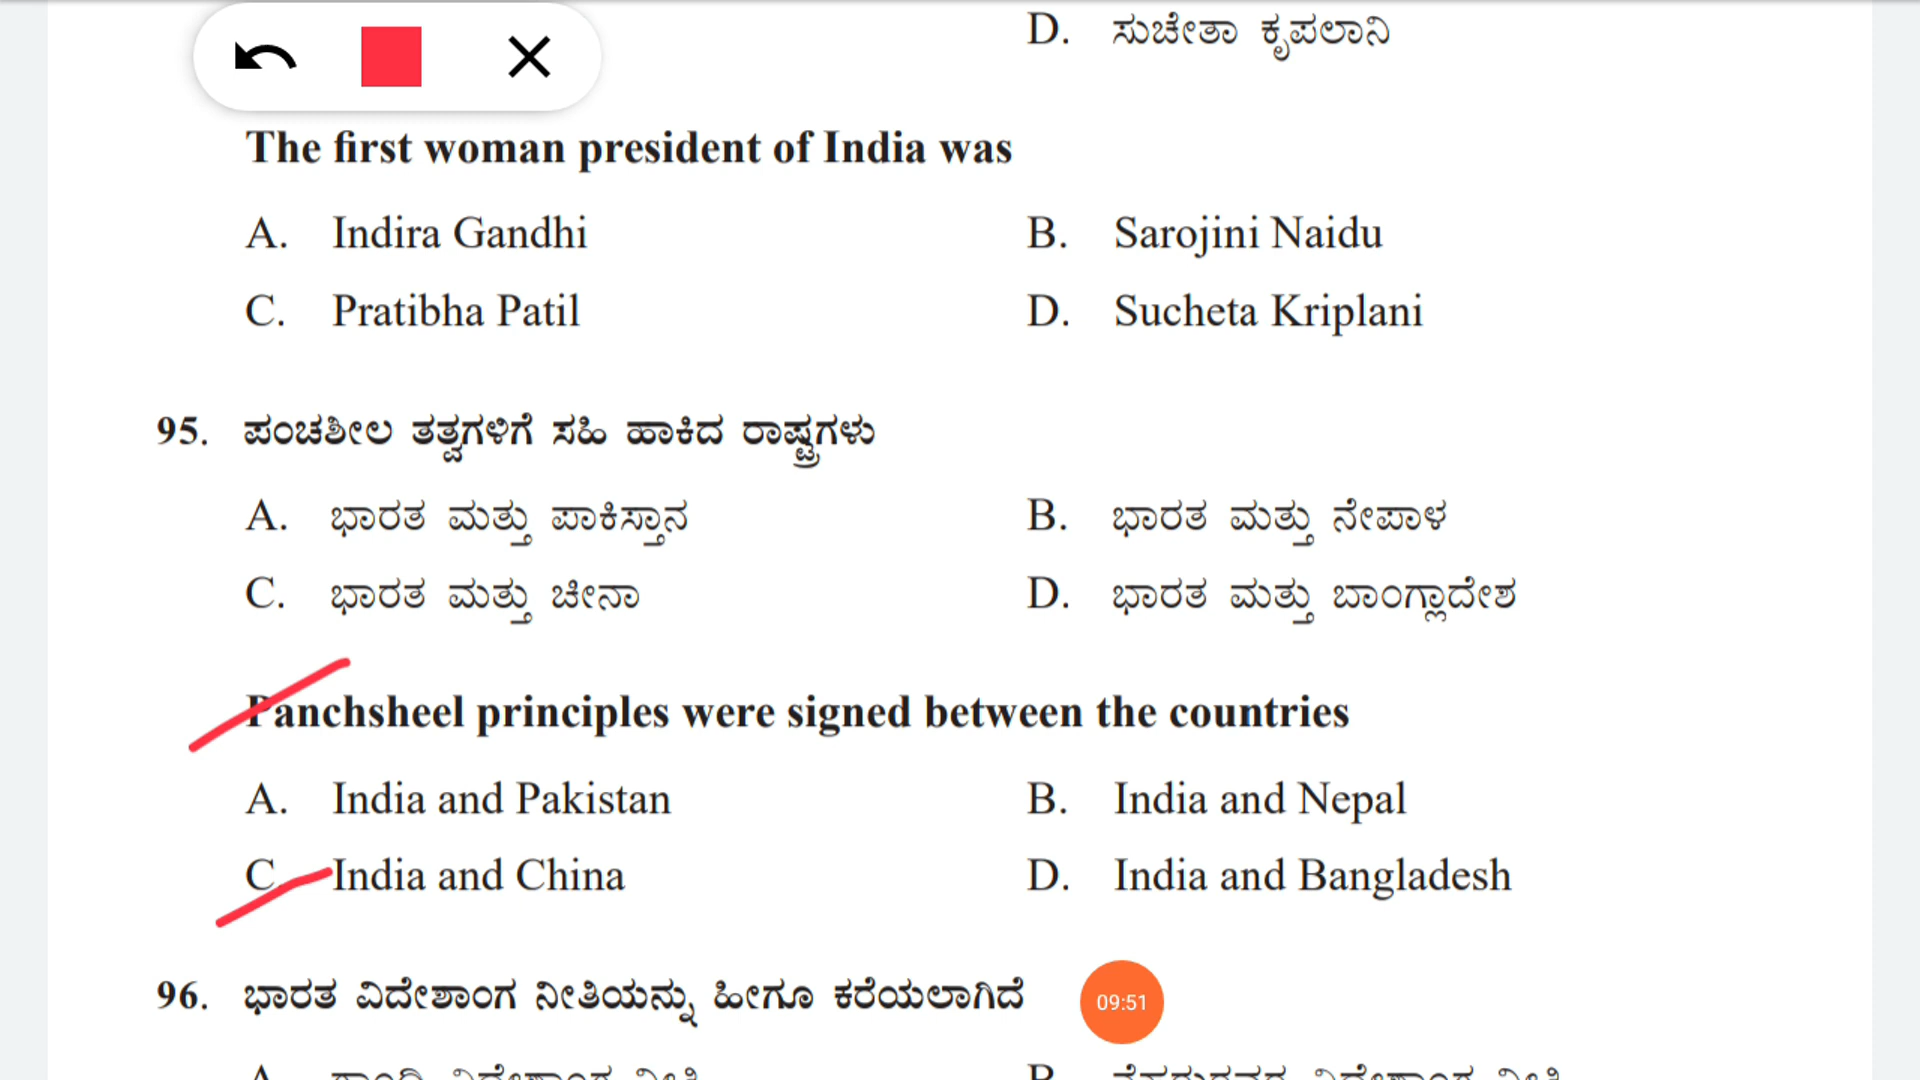 D. ಸುಚೇತಾ ಕೃಪಲಾನಿ
The first woman president of India was
A. Indira Gandhi B. Sarojini Naidu
C. Pratibha Patil D. Sucheta Kriplani
95. ಪಂಚಶೀಲ ತತ್ವಗಳಿಗೆ ಸಹಿ ಹಾಕಿದ ರಾಷ್ಟ್ರಗಳು
A. ಭಾರತ ಮತ್ತು ಪಾಕಿಸ್ತಾನ B. ಭಾರತ ಮತ್ತು ನೇಪಾಳ
C. ಭಾರತ ಮತ್ತು ಚೀನಾ D. ಭಾರತ ಮತ್ತು ಬಾಂಗ್ಲಾದೇಶ
Panchsheel principles were signed between the countries
A. India and Pakistan B. India and Nepal
C. India and China D. India and Bangladesh
96. ಭಾರತ ವಿದೇಶಾಂಗ ನೀತಿಯನ್ನು ಹೀಗೂ ಕರೆಯಲಾಗಿದೆ 09:51